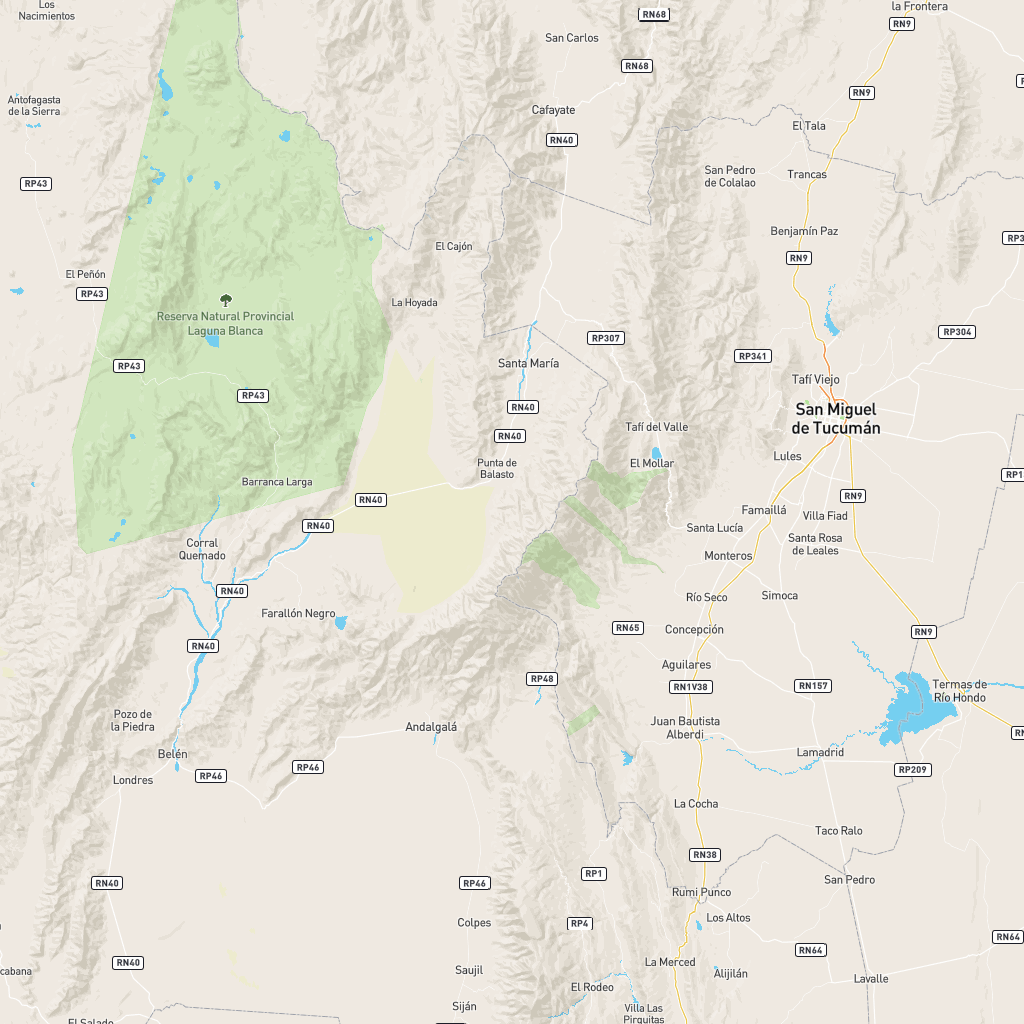 Los
Nacimientos
RN68
la Frontera
RN9
San Carlos
RN68
RN9
Antofagasta
de la Sierra
Cafayate
RN40
El Tala
RP43
San Pedro
de Colalao
Trancas
Benjamín Paz
RN9
El Cajón
El Peñón
RP43
La Hoyada
Reserva Natural Provincial
Laguna Blanca
RP307
RP304
RP341
RP43
Santa María
Tafí Viejo
RP43
RN40
San Miguel
de Tucumán
RN40
Tafí del Valle
Lules
El Mollar
Punta de
Balasto
Barranca Larga
RN40
RN9
Famaillá
Villa Fiad
RN40
Santa Lucía
Santa Rosa
de Leales
Corral
Quemado
Monteros
RN40
Río Seco
Simoca
Farallón Negro
RN65
Concepción
RN9
RN40
Aguilares
RP48
RN1V38
RN157
Termas de
Río Hondo
Pozo de
la Piedra
Juan Bautista
Alberdi
Andalgalá
Belén
Lamadrid
RP46
RP46
RP209
Londres
La Cocha
Taco Ralo
RN38
RP1
San Pedro
RN40
RP46
Rumi Punco
Los Altos
Colpes
RP4
RN64
RN64
RN40
La Merced
cabana
Saujil
Alijilán
Lavalle
El Rodeo
Siján
Villa Las
Pirquitas
El Salado